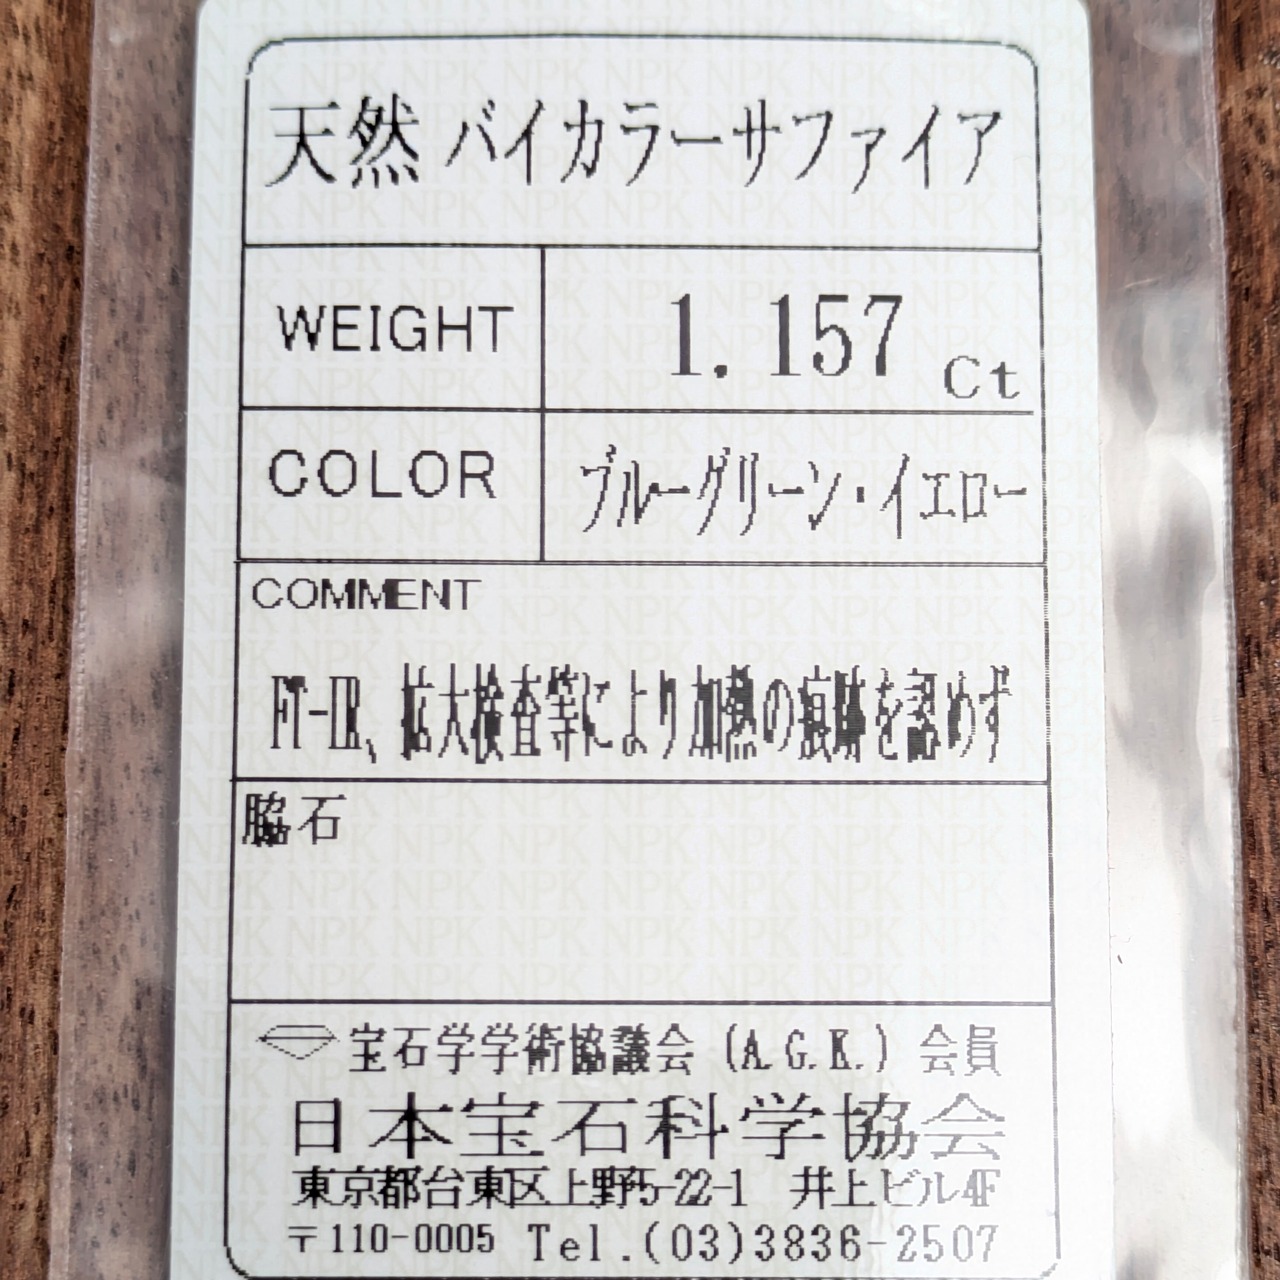 天然 バイカラーサファイア
WEIGHT 1.157 Ct
COLOR ブルーグリーン・イエロー
COMMENT
FT-IR、拡大検査等により加熱の痕跡を認めず
脇石
宝石学学術協議会 (A.G.K.) 会員
日本宝石科学協会
東京都台東区上野5-22-1 井上ビル4F
〒110-0005 Tel.(03)3836-2507